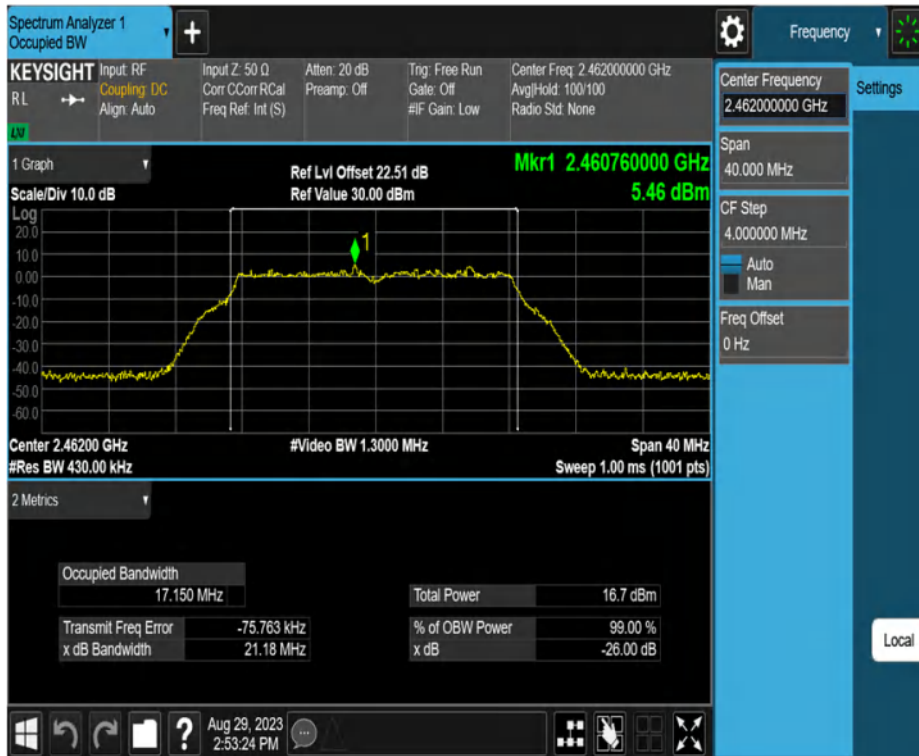 Spectrum Analyzer 1
Occupied BW
+
Frequency
KEYSIGHT
RL
LNI
Input: RF
Coupling: DC
Align: Auto
Input Z: 50 Ω
Corr CCorr RCal
Freq Ref: Int (S)
Atten: 20 dB
Preamp: Off
Trig: Free Run
Gate: Off
#IF Gain: Low
Center Freq: 2.462000000 GHz
Avg|Hold: 100/100
Radio Std: None
Center Frequency
2.462000000 GHz
Settings
Span
40.000 MHz
CF Step
4.000000 MHz
Auto
Man
Freq Offset
0 Hz
1 Graph
Scale/Div 10.0 dB
Ref Lvl Offset 22.51 dB
Ref Value 30.00 dBm
Mkr1 2.460760000 GHz
5.46 dBm
Log
20.0
10.0
0.00
-10.0
-20.0
-30.0
-40.0
-50.0
-60.0
1
Center 2.46200 GHz
#Video BW 1.3000 MHz
Span 40 MHz
#Res BW 430.00 kHz
Sweep 1.00 ms (1001 pts)
2 Metrics
Occupied Bandwidth
17.150 MHz
Total Power 16.7 dBm
Transmit Freq Error -75.763 kHz
% of OBW Power 99.00 %
x dB Bandwidth 21.18 MHz
x dB -26.00 dB
Local
?
Aug 29, 2023
2:53:24 PM